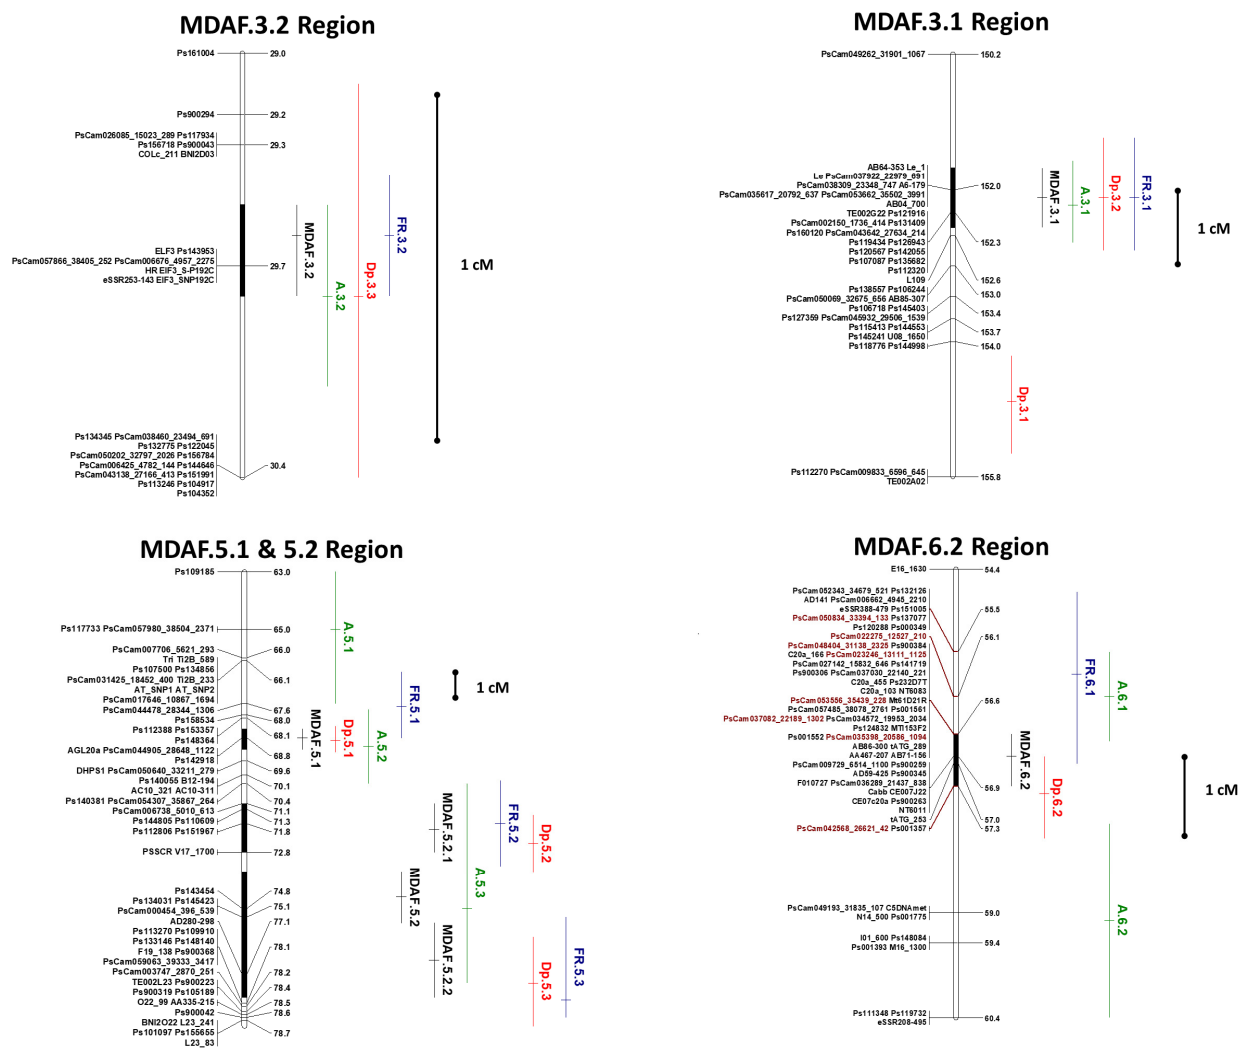 MDAF.3.2 Region
Ps161004 29.0
Ps900294 29.2
PsCam026085_15023_289 Ps117934
Ps156718 Ps900043 29.3
COLc_211 BNI2D03
ELF3 Ps143953
PsCam057866_38405_252 PsCam006676_4957_2275 29.7
HR EIF3_S-P192C
eSSR253-143 EIF3_SNP192C
Ps134345 PsCam038460_23494_691
Ps132775 Ps122045
PsCam050202_32797_2026 Ps156784
PsCam006425_4782_144 Ps144646 30.4
PsCam043138_27166_413 Ps151991
Ps113246 Ps104917
Ps104352
MDAF.3.2
A.3.2
Dp.3.3
FR.3.2
1 cM
MDAF.3.1 Region
PsCam049262_31901_1067 150.2
AB64-353 Le_1
Le PsCam037922_22979_691
PsCam038309_23348_747 A6-179 152.0
PsCam035617_20792_637 PsCam053662_35502_3991
AB04_700
TE002G22 Ps121916
PsCam002150_1736_414 Ps131409
Ps160120 PsCam043642_27634_214
Ps119434 Ps126943 152.3
Ps120567 Ps142055
Ps107087 Ps135682
Ps112320
L109 152.6
Ps138557 Ps106244 153.0
PsCam050069_32675_656 AB85-307
Ps106718 Ps145403 153.4
Ps127359 PsCam045932_29506_1539
Ps115413 Ps144553 153.7
Ps145241 U08_1650
Ps118776 Ps144998 154.0
Ps112270 PsCam009833_6596_645 155.8
TE002A02
MDAF.3.1
A.3.1
Dp.3.2
FR.3.1
Dp.3.1
1 cM
MDAF.5.1 & 5.2 Region
Ps109185 63.0
Ps117733 PsCam057980_38504_2371 65.0
PsCam007706_5621_293 66.0
Tri Ti2B_589
Ps107500 Ps134856
PsCam031425_18452_400 Ti2B_233 66.1
AT_SNP1 AT_SNP2
PsCam017646_10867_1694
PsCam044478_28344_1306 67.6
Ps158534 68.0
Ps112388 Ps153357 68.1
Ps148364
AGL20a PsCam044905_28648_1122 68.8
Ps142918
DHPS1 PsCam050640_33211_279 69.6
Ps140055 B12-194
AC10_321 AC10-311 70.1
Ps140381 PsCam054307_35867_264 70.4
PsCam006738_5010_613 71.1
Ps144805 Ps110609 71.3
Ps112806 Ps151967 71.8
PSSCR V17_1700 72.8
Ps143454 74.8
Ps134031 Ps145423
PsCam000454_396_539 75.1
AD280-298 77.1
Ps113270 Ps109910
Ps133146 Ps148140 78.1
F19_138 Ps900368
PsCam059063_39333_3417
PsCam003747_2870_251 78.2
TE002L23 Ps900223
Ps900319 Ps105189 78.4
O22_99 AA335-215 78.5
Ps900042 78.6
BNI2O22 L23_241
Ps101097 Ps155655 78.7
L23_83
A.5.1
FR.5.1
MDAF.5.1
Dp.5.1
A.5.2
MDAF.5.2.1
FR.5.2
Dp.5.2
MDAF.5.2
A.5.3
MDAF.5.2.2
Dp.5.3
FR.5.3
1 cM
MDAF.6.2 Region
E16_1630 54.4
PsCam052343_34679_521 Ps132126
AD141 PsCam006662_4945_2210
eSSR388-479 Ps151005 55.5
PsCam050834_33394_133 Ps137077
Ps120288 Ps000349
PsCam022275_12527_210 56.1
PsCam048404_31138_2325 Ps900384
C20a_166 PsCam023246_13111_1125
PsCam027142_15832_646 Ps141719
Ps900306 PsCam037030_22140_221
C20a_455 Ps232D7T
C20a_103 NT6083
PsCam053556_35439_228 Mt61D21R 56.6
PsCam057485_38078_2761 Ps001561
PsCam037082_22189_1302 PsCam034572_19953_2034
Ps124832 MTI153F2
Ps001552 PsCam035398_20586_1094
AB86-300 tATG_289
AA467-207 AB71-156
PsCam009729_6514_1100 Ps900259
AD59-425 Ps900345
F010727 PsCam036289_21437_838
Cabb CE007J22 56.9
CE07c20a Ps900263
NT6011
tATG_253 57.0
PsCam042568_26621_42 Ps001357 57.3
PsCam049193_31835_107 C5DNAmet 59.0
N14_500 Ps001775
I01_600 Ps148084 59.4
Ps001393 M16_1300
Ps111348 Ps119732 60.4
eSSR208-495
FR.6.1
A.6.1
MDAF.6.2
Dp.6.2
A.6.2
1 cM